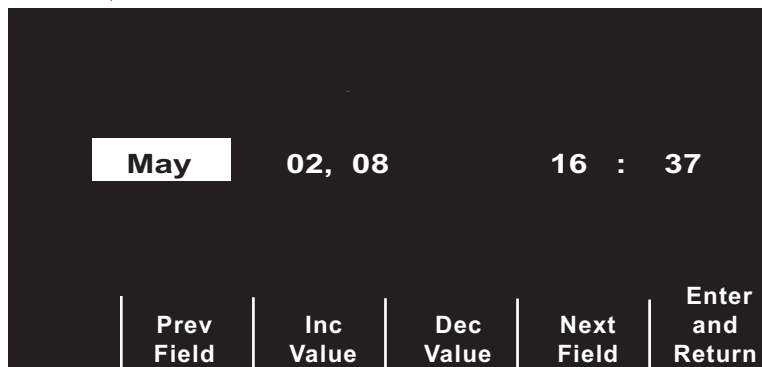 May 02, 08 16 : 37
Prev Field
Inc Value
Dec Value
Next Field
Enter and Return